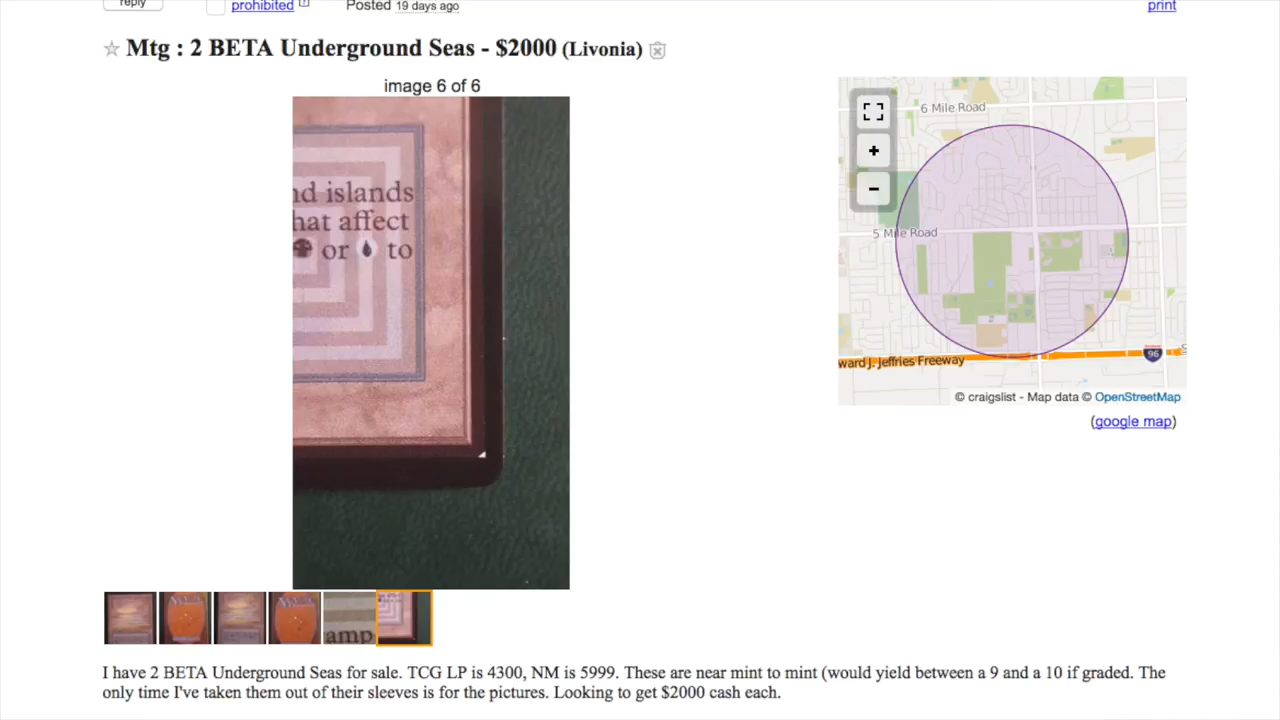 reply
prohibited [?]
Posted 19 days ago
print
☆ Mtg : 2 BETA Underground Seas - $2000 (Livonia)
image 6 of 6
nd islands
hat affect
or to
amp
6 Mile Road
+
-
5 Mile Road
ward J. Jeffries Freeway
96
© craigslist - Map data © OpenStreetMap
(google map)
I have 2 BETA Underground Seas for sale. TCG LP is 4300, NM is 5999. These are near mint to mint (would yield between a 9 and a 10 if graded. The
only time I've taken them out of their sleeves is for the pictures. Looking to get $2000 cash each.